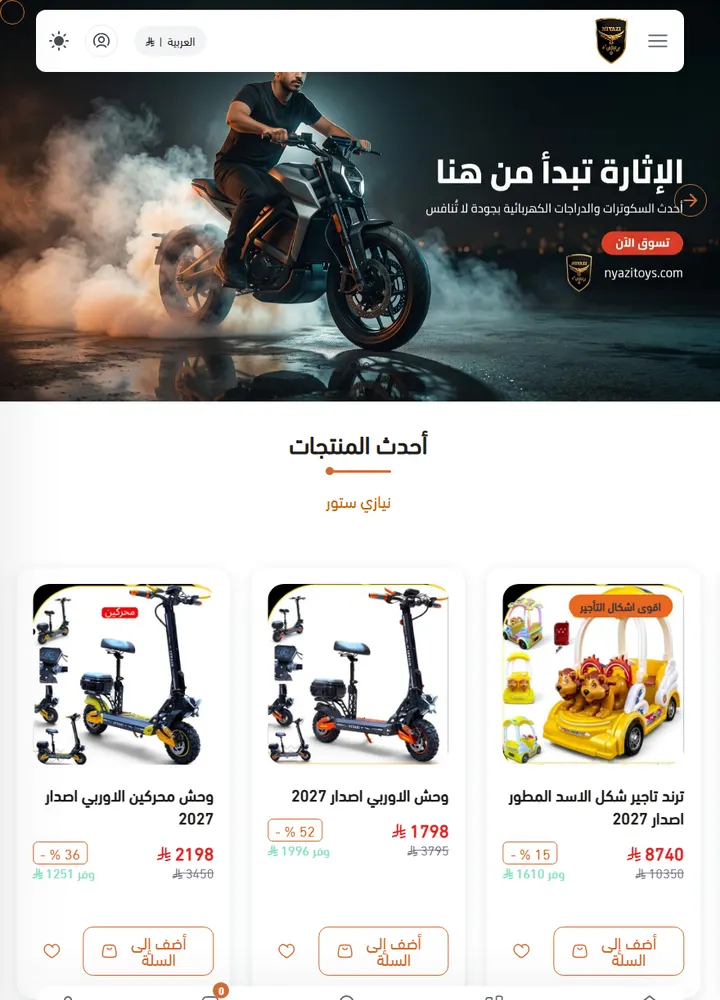 العربية | ⃁
NIYAZI
الإثارة تبدأ من هنا
أحدث السكوترات والدراجات الكهربائية بجودة لا تُنافس
تسوق الآن
NIYAZI
nyazitoys.com
أحدث المنتجات
نيازي ستور
اقوى اشكال التأجير
ترند تاجير شكل الاسد المطور
اصدار 2027
8740 ⃁
10350 ⃁
- % 15
وفر 1610 ⃁
أضف إلى
السلة
وحش الاوربي اصدار 2027
1798 ⃁
3795 ⃁
- % 52
وفر 1996 ⃁
أضف إلى
السلة
محركين
وحش محركين الاوربي اصدار
2027
2198 ⃁
3450 ⃁
- % 36
وفر 1251 ⃁
أضف إلى
السلة
0